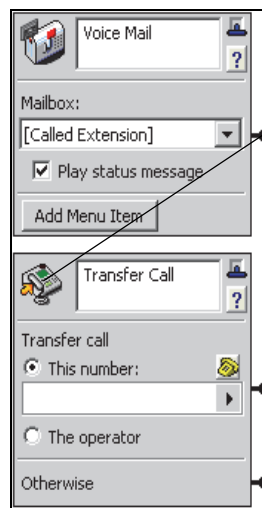 Voice Mail
?
Mailbox:
[Called Extension]
Play status message
Add Menu Item
Transfer Call
?
Transfer call
This number:
The operator
Otherwise